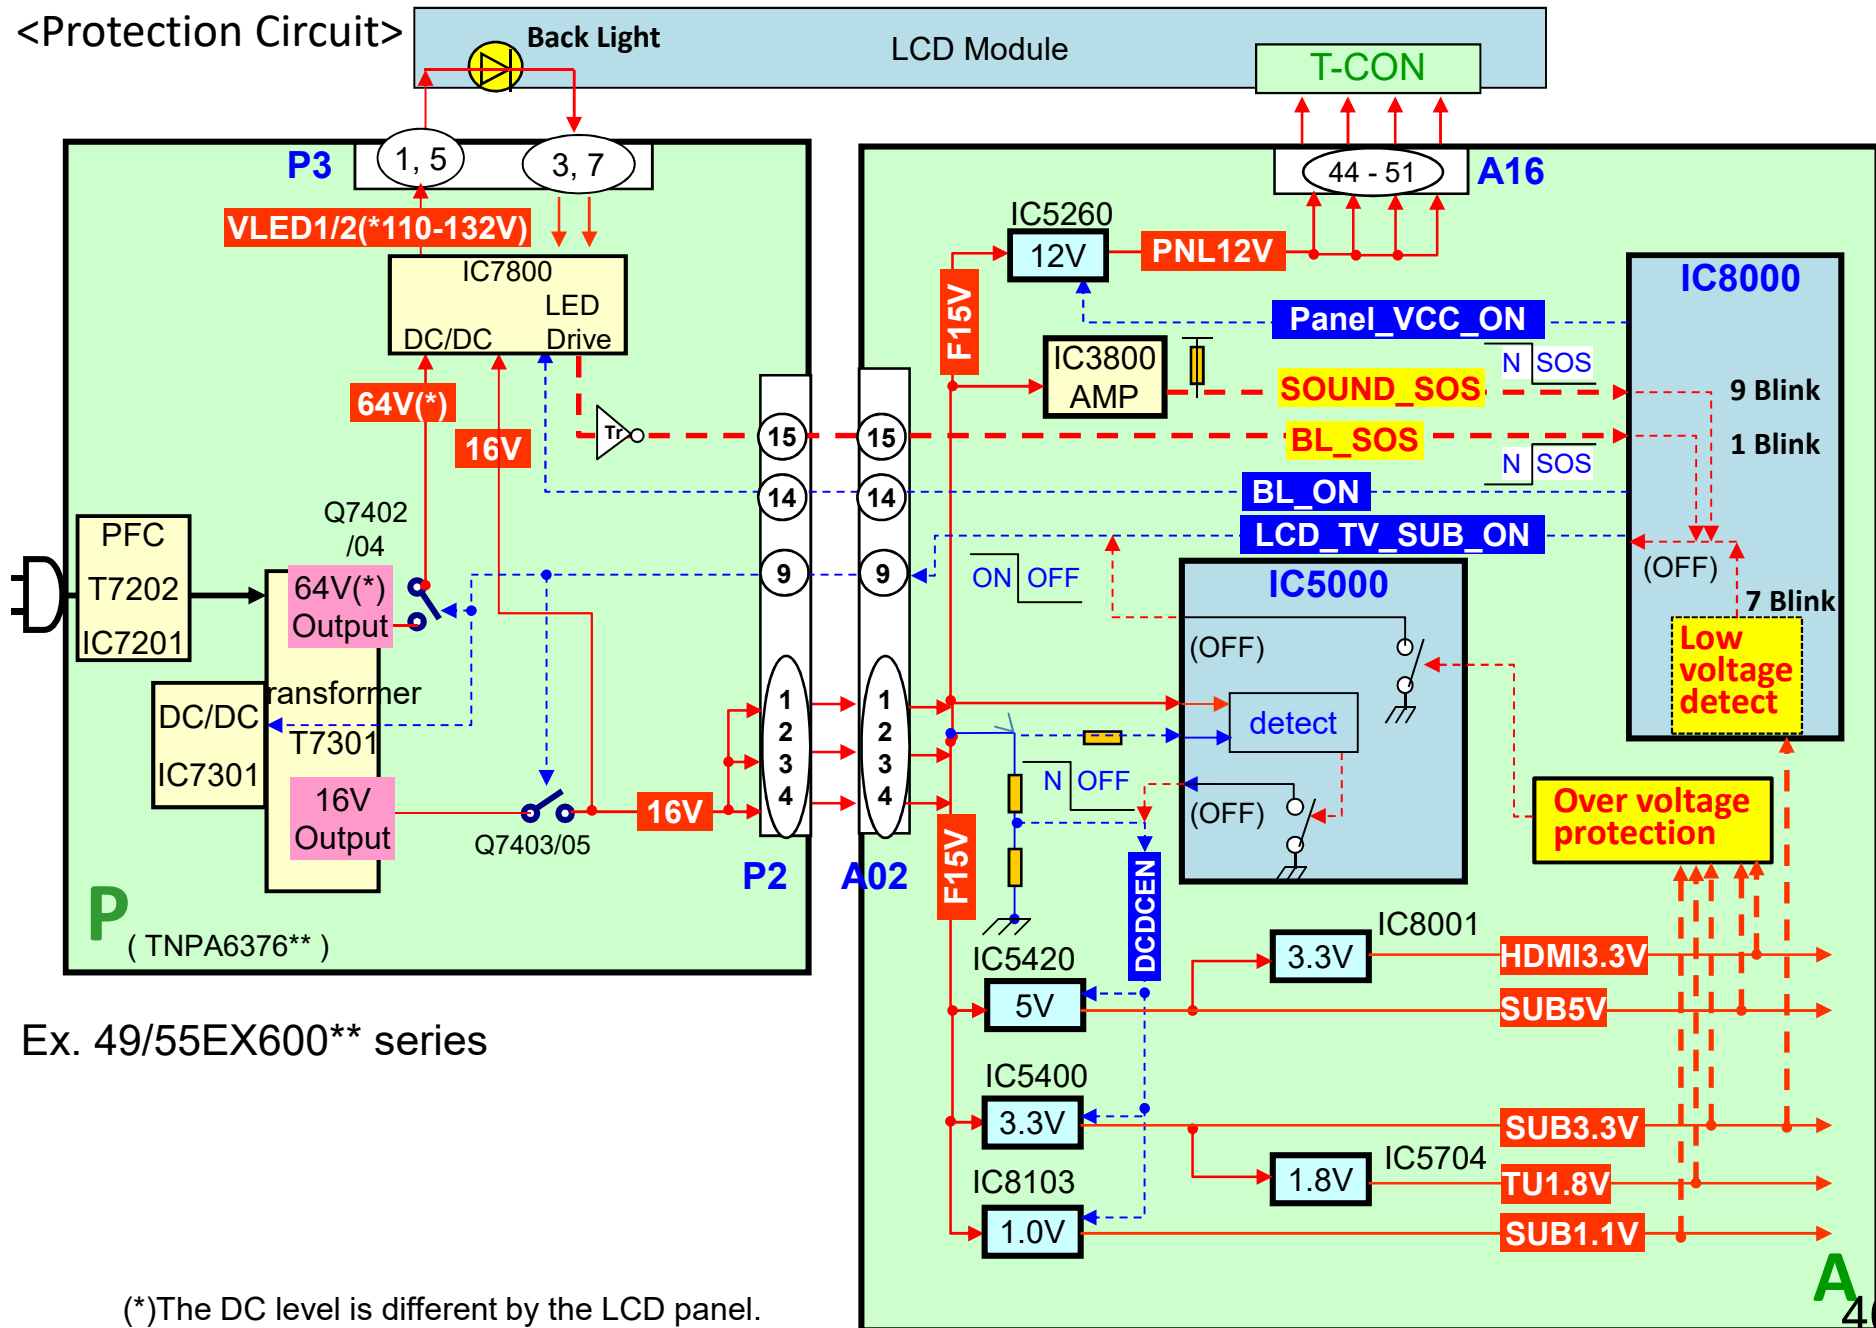 <Protection Circuit>
Back Light
LCD Module
T-CON
P3
1, 5
3, 7
44 - 51
A16
VLED1/2(*110-132V)
IC7800
LED
DC/DC
Drive
IC5260
12V
PNL12V
IC8000
F15V
Panel_VCC_ON
IC3800
AMP
N
SOS
SOUND_SOS
9 Blink
64V(*)
16V
Tr
15
15
BL_SOS
1 Blink
N
SOS
14
14
BL_ON
LCD_TV_SUB_ON
Q7402
/04
PFC
T7202
IC7201
64V(*)
Output
9
9
ON
OFF
IC5000
(OFF)
7 Blink
(OFF)
Low
voltage
detect
ransformer
T7301
DC/DC
IC7301
1
2
3
4
1
2
3
4
detect
N
OFF
(OFF)
16V
Output
16V
Q7403/05
Over voltage
protection
P2
A02
F15V
DCDCEN
P
( TNPA6376** )
IC5420
5V
3.3V
IC8001
HDMI3.3V
SUB5V
Ex. 49/55EX600** series
IC5400
3.3V
SUB3.3V
1.8V
IC5704
TU1.8V
IC8103
1.0V
SUB1.1V
(*)The DC level is different by the LCD panel.
A